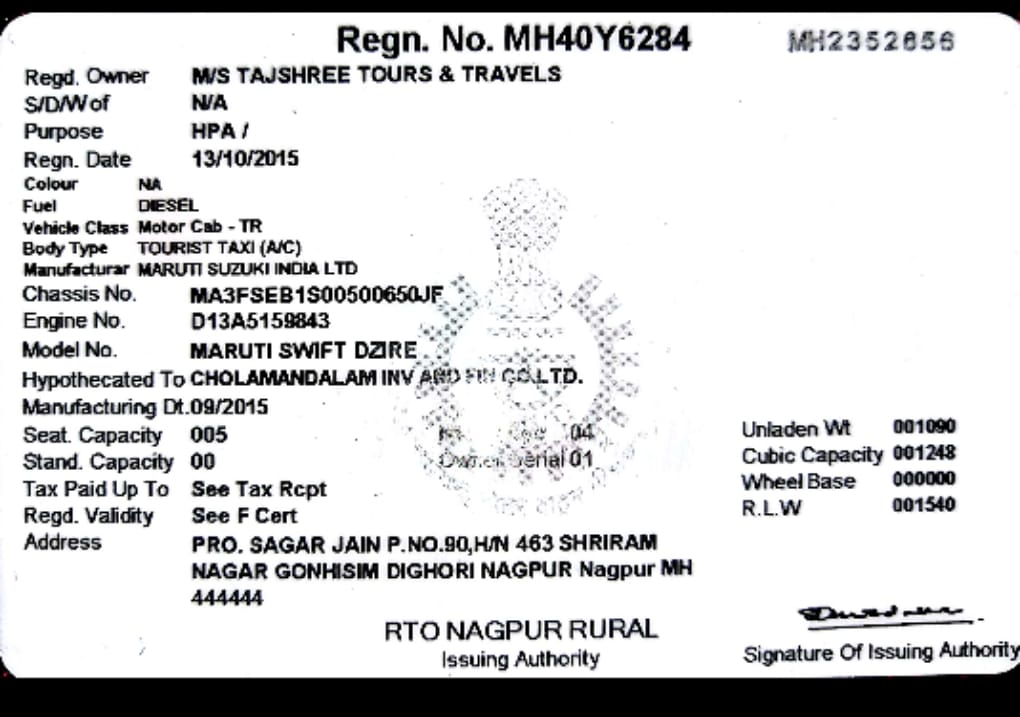 Regn. No. MH40Y6284 MH2352656
Regd. Owner M/S TAJSHREE TOURS & TRAVELS
S/D/W of N/A
Purpose HPA /
Regn. Date 13/10/2015
Colour NA
Fuel DIESEL
Vehicle Class Motor Cab - TR
Body Type TOURIST TAXI (A/C)
Manufacturar MARUTI SUZUKI INDIA LTD
Chassis No. MA3FSEB1S00500650JF
Engine No. D13A5159843
Model No. MARUTI SWIFT DZIRE
Hypothecated To CHOLAMANDALAM INV AND FIN CO.LTD.
Manufacturing Dt.09/2015
Seat. Capacity 005 04 Unladen Wt 001090
Stand. Capacity 00 Owner Serial 01 Cubic Capacity 001248
Tax Paid Up To See Tax Rcpt Wheel Base 000000
Regd. Validity See F Cert R.L.W 001540
Address PRO. SAGAR JAIN P.NO.90,H/N 463 SHRIRAM
NAGAR GONHISIM DIGHORI NAGPUR Nagpur MH
444444
RTO NAGPUR RURAL
Issuing Authority
Signature Of Issuing Authority